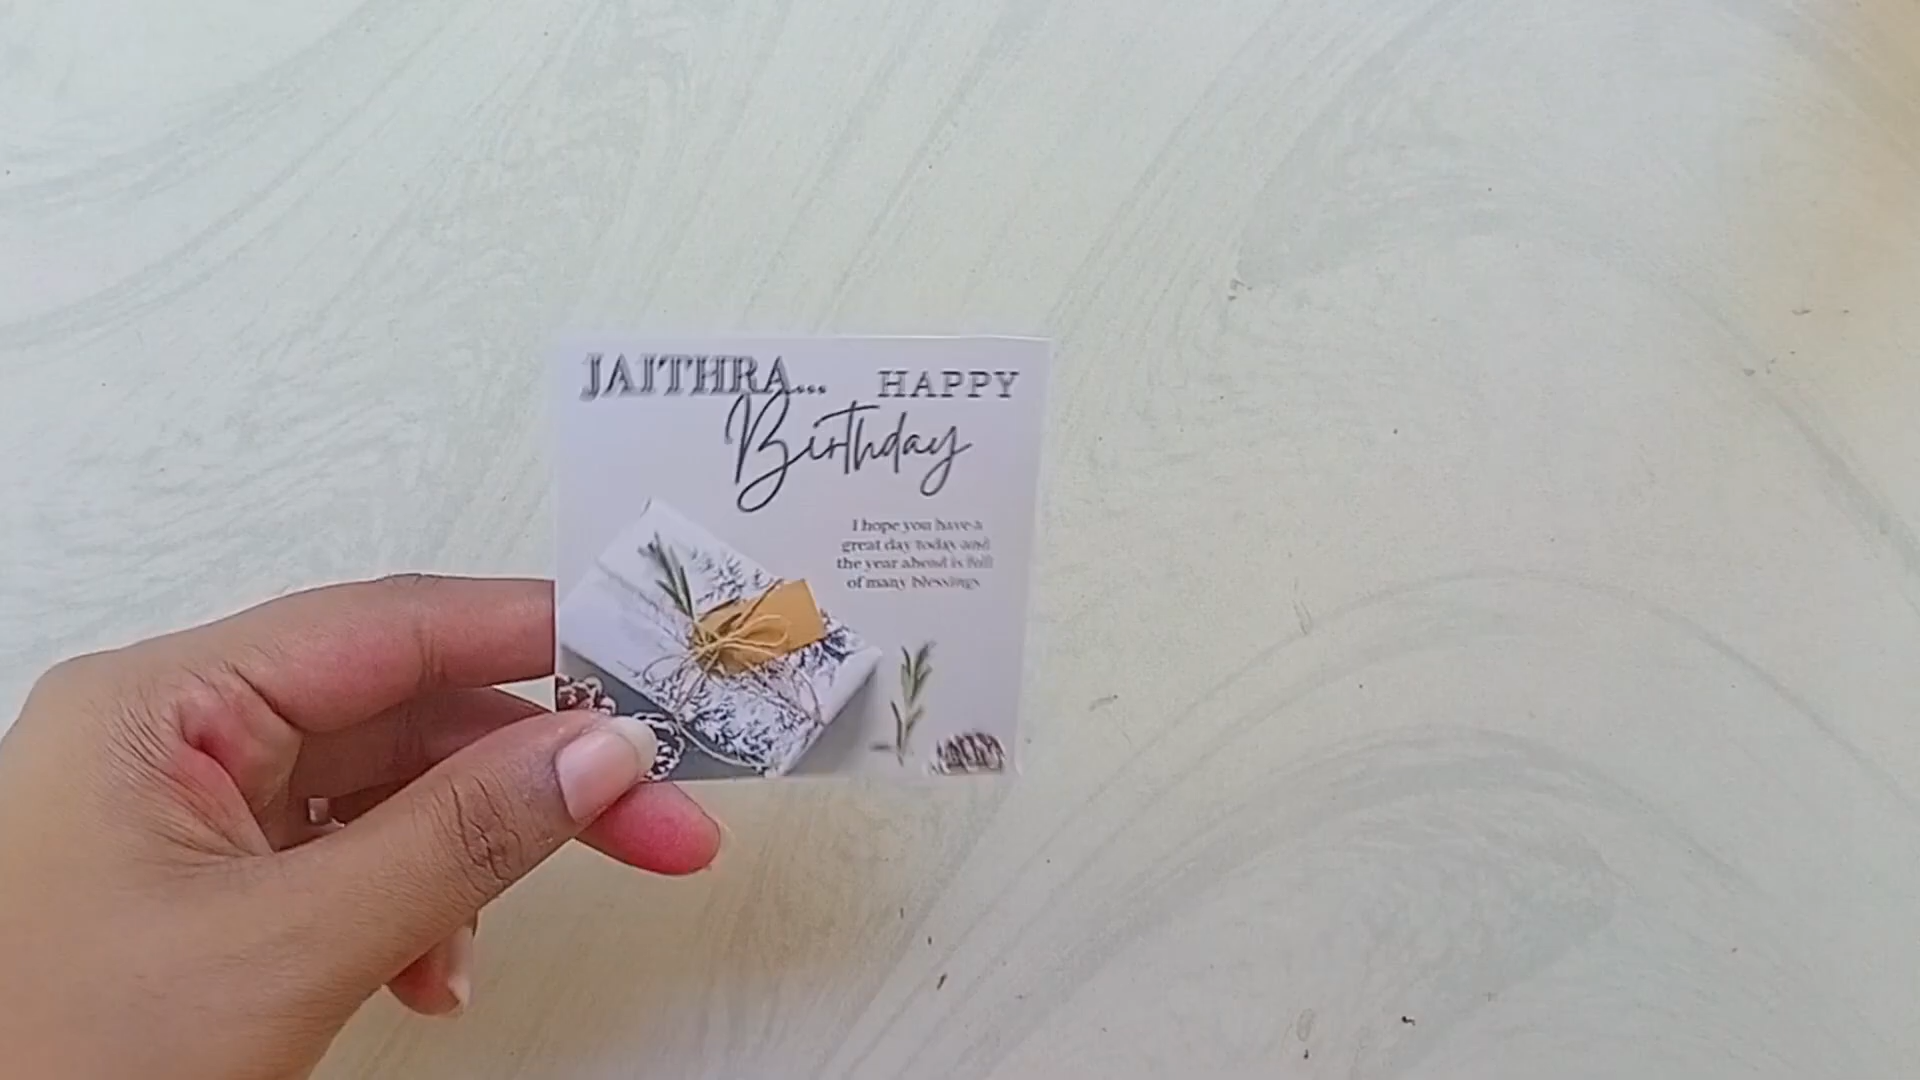 JAITHRA... HAPPY
Birthday
I hope you have a
great day today and
the year ahead is full
of many blessings